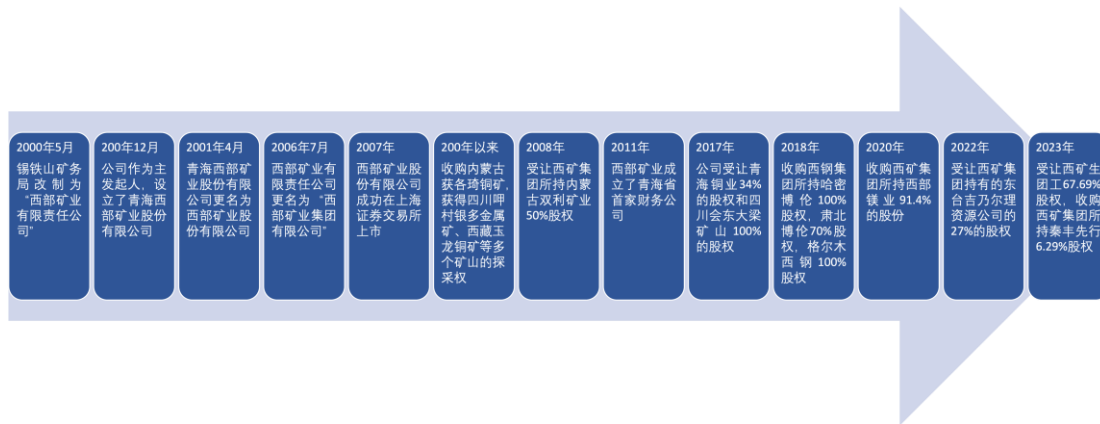 2000年5月
锡铁山矿务
局改制为
“西部矿业
有限责任公
司”
200年12月
公司作为主
发起人，设
立了青海西
部矿业股份
有限公司
2001年4月
青海西部矿
业股份有限
公司更名为
西部矿业股
份有限公司
2006年7月
西部矿业有
限责任公司
更名为“西
部矿业集团
有限公司”
2007年
西部矿业股
份有限公司
成功在上海
证券交易所
上市
200年以来
收购内蒙古
获各琦铜矿，
获得四川呷
村银多金属
矿、西藏玉
龙铜矿等多
个矿山的探
采权
2008年
受让西矿集
团所持内蒙
古双利矿业
50%股权
2011年
西部矿业成
立了青海省
首家财务公
司
2017年
公司受让青
海铜业34%
的股权和四
川会东大梁
矿山100%
的股权
2018年
收购西钢集
团所持哈密
博伦100%
股权，肃北
博伦70%股
权，格尔木
西钢100%
股权
2020年
收购西矿集
团所持西部
镁业91.4%
的股份
2022年
受让西矿集
团持有的东
台吉乃尔理
资源公司的
27%的股权
2023年
受让西矿生
团工67.69%
股权，收购
西矿集团所
持秦丰先行
6.29%股权